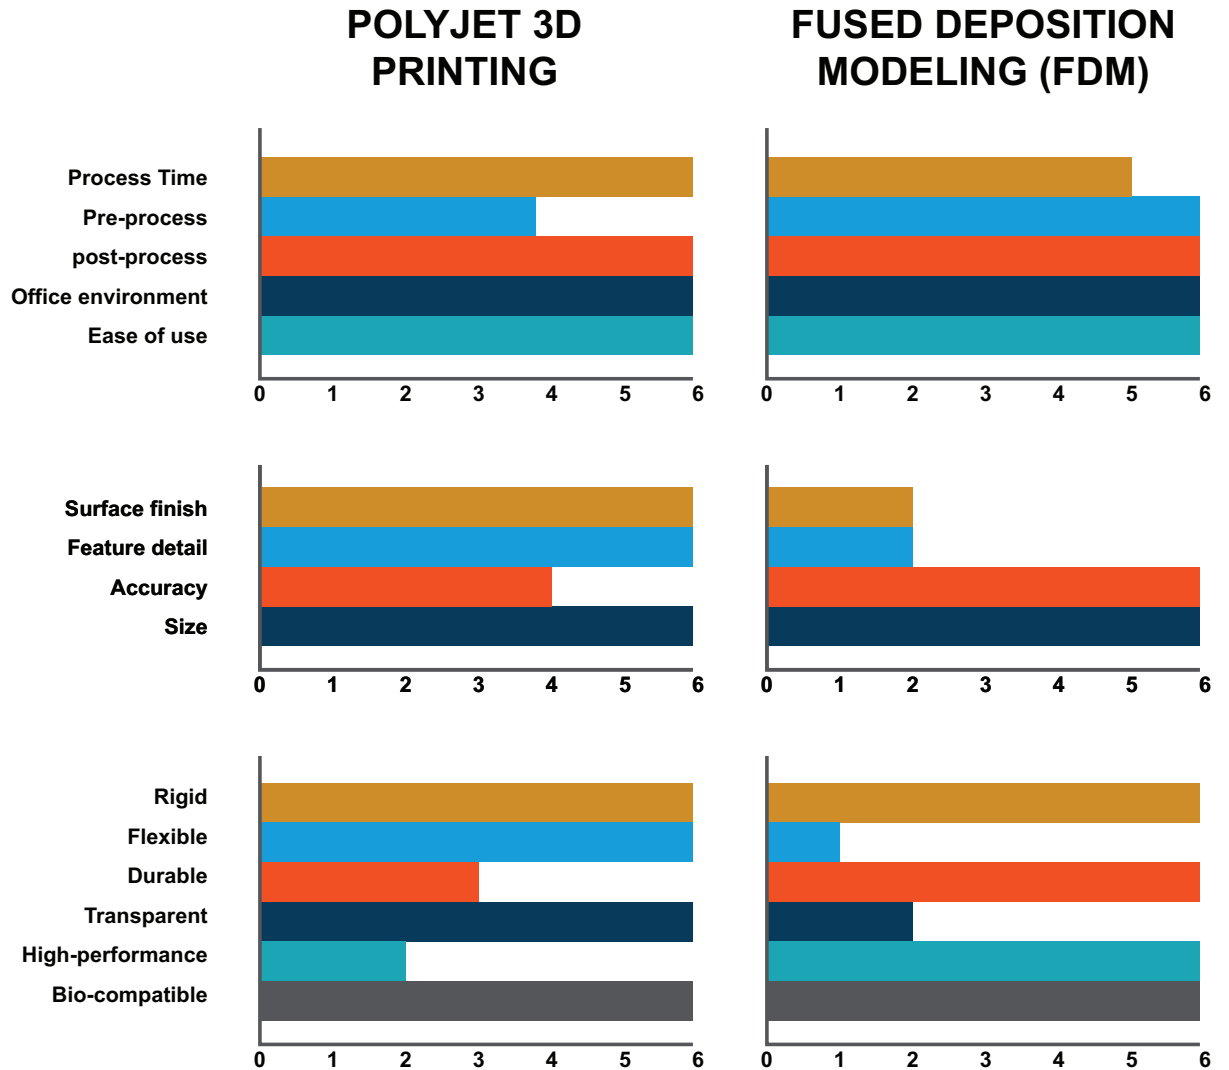 POLYJET 3D
PRINTING
FUSED DEPOSITION
MODELING (FDM)
Process Time
Pre-process
post-process
Office environment
Ease of use
0 1 2 3 4 5 6
0 1 2 3 4 5 6
Surface finish
Feature detail
Accuracy
Size
0 1 2 3 4 5 6
0 1 2 3 4 5 6
Rigid
Flexible
Durable
Transparent
High-performance
Bio-compatible
0 1 2 3 4 5 6
0 1 2 3 4 5 6